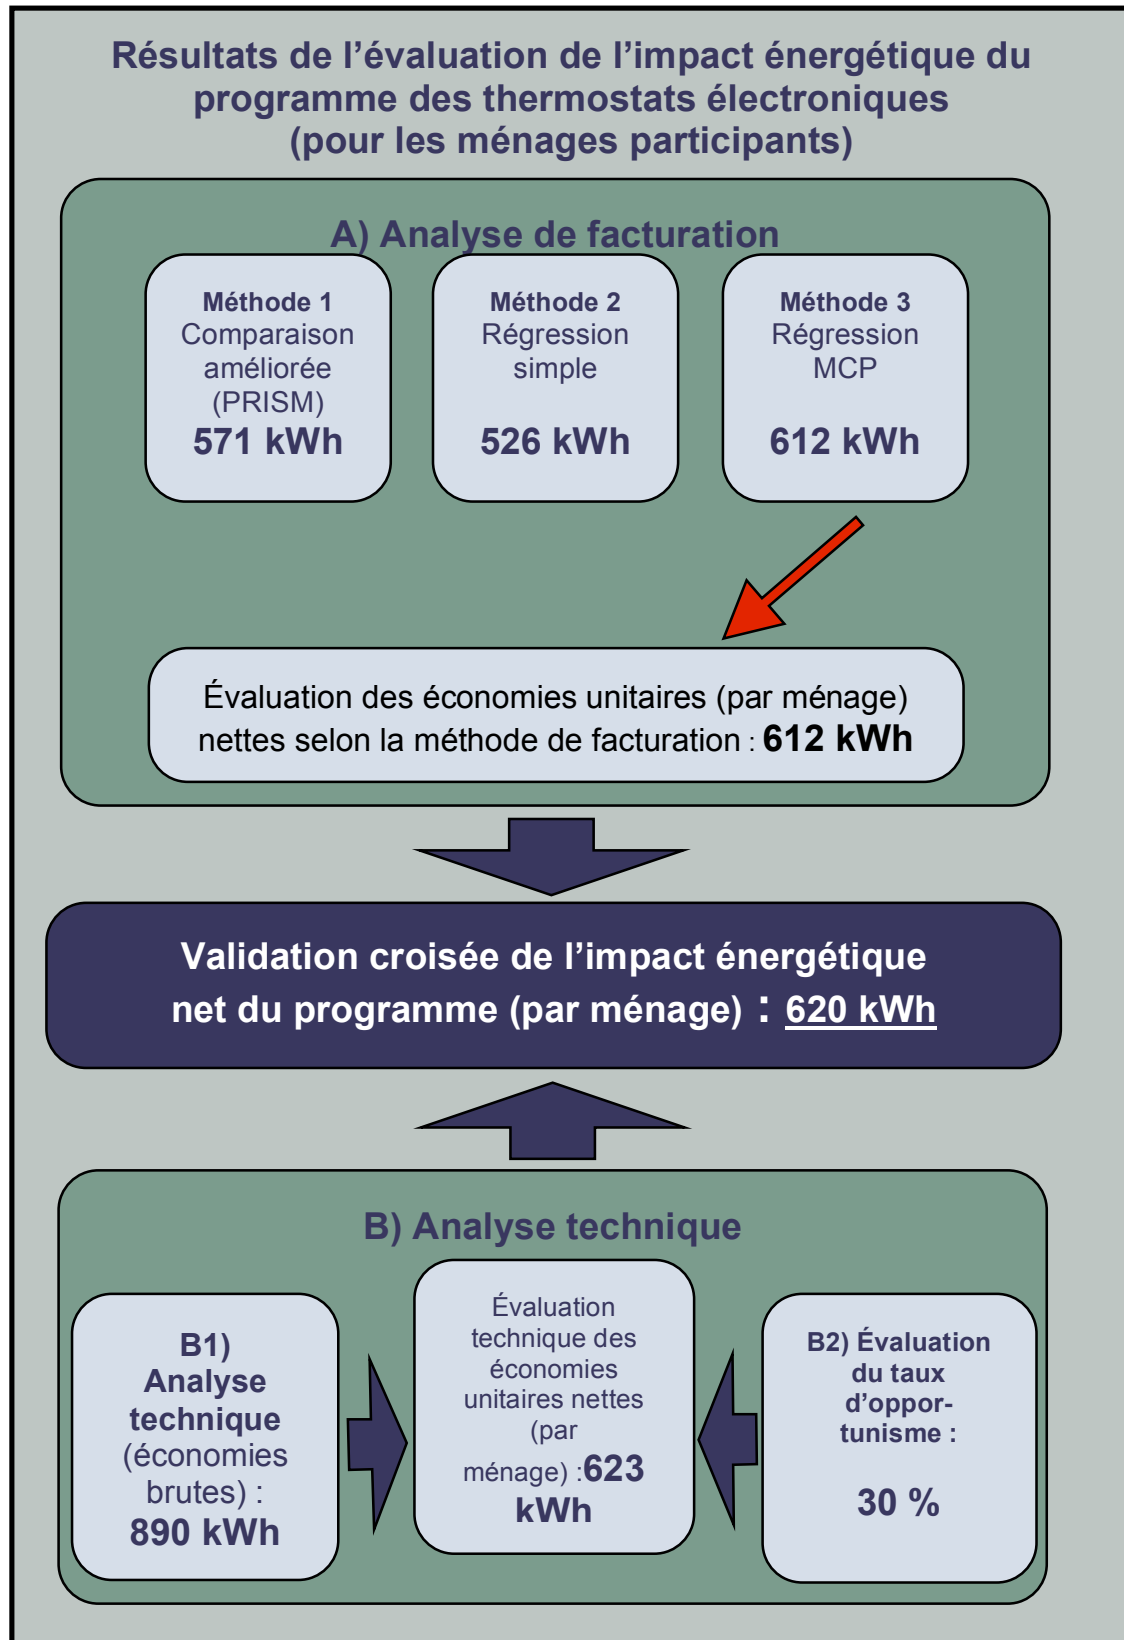 Résultats de l’évaluation de l’impact énergétique du
programme des thermostats électroniques
(pour les ménages participants)
A) Analyse de facturation
Méthode 1
Comparaison
améliorée
(PRISM)
571 kWh
Méthode 2
Régression
simple
526 kWh
Méthode 3
Régression
MCP
612 kWh
Évaluation des économies unitaires (par ménage)
nettes selon la méthode de facturation : 612 kWh
Validation croisée de l’impact énergétique
net du programme (par ménage) : 620 kWh
B) Analyse technique
B1)
Analyse
technique
(économies
brutes) :
890 kWh
Évaluation
technique des
économies
unitaires nettes
(par
ménage) :623
kWh
B2) Évaluation
du taux
d’oppor-
tunisme :
30 %